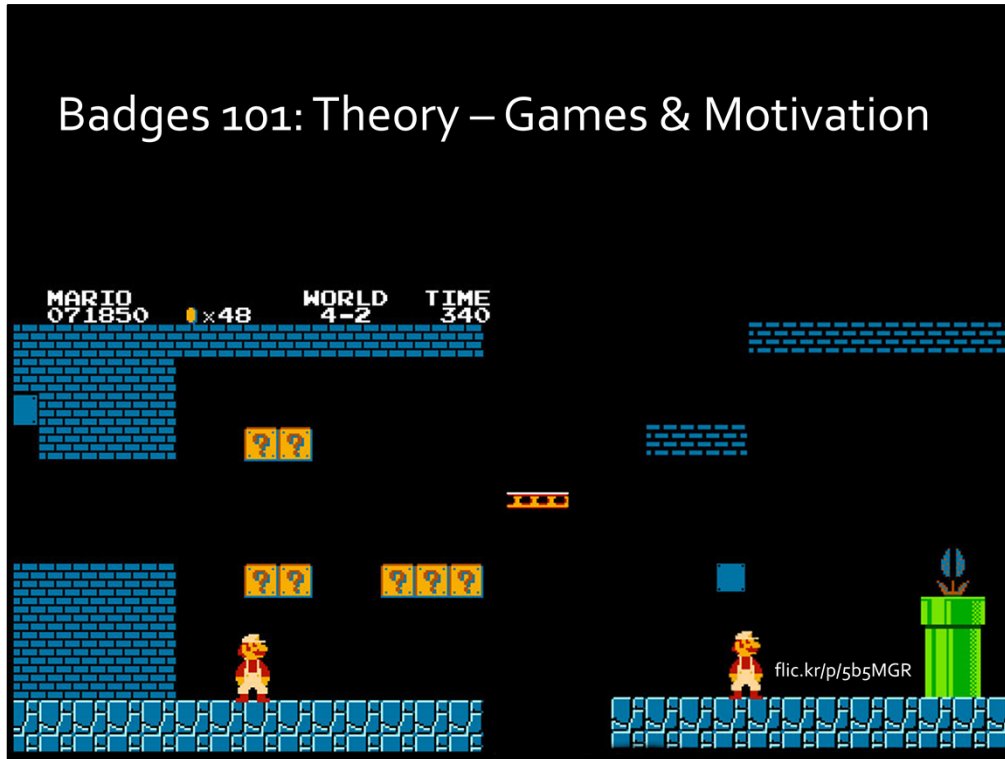 Badges 101: Theory – Games & Motivation
MARIO WORLD TIME
071850 ×48 4-2 340
? ?
? ? ? ? ?
flic.kr/p/5b5MGR